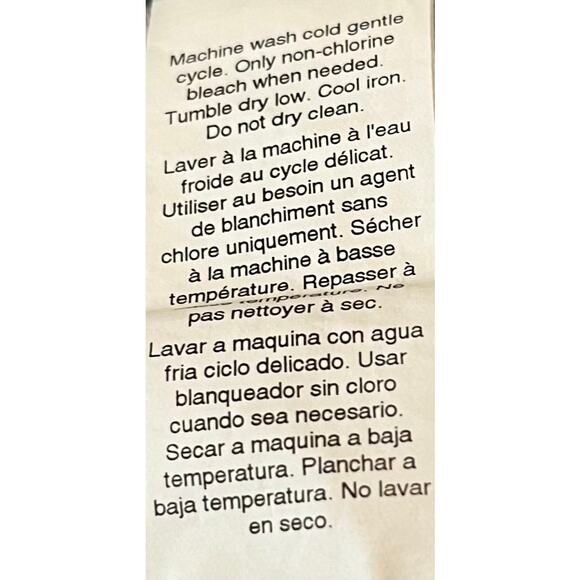 Machine wash cold gentle
cycle. Only non-chlorine
bleach when needed.
Tumble dry low. Cool iron.
Do not dry clean.
Laver à la machine à l'eau
froide au cycle délicat.
Utiliser au besoin un agent
de blanchiment sans
chlore uniquement. Sécher
à la machine à basse
température. Repasser à
température. Ne
pas nettoyer à sec.
Lavar a maquina con agua
fria ciclo delicado. Usar
blanqueador sin cloro
cuando sea necesario.
Secar a maquina a baja
temperatura. Planchar a
baja temperatura. No lavar
en seco.